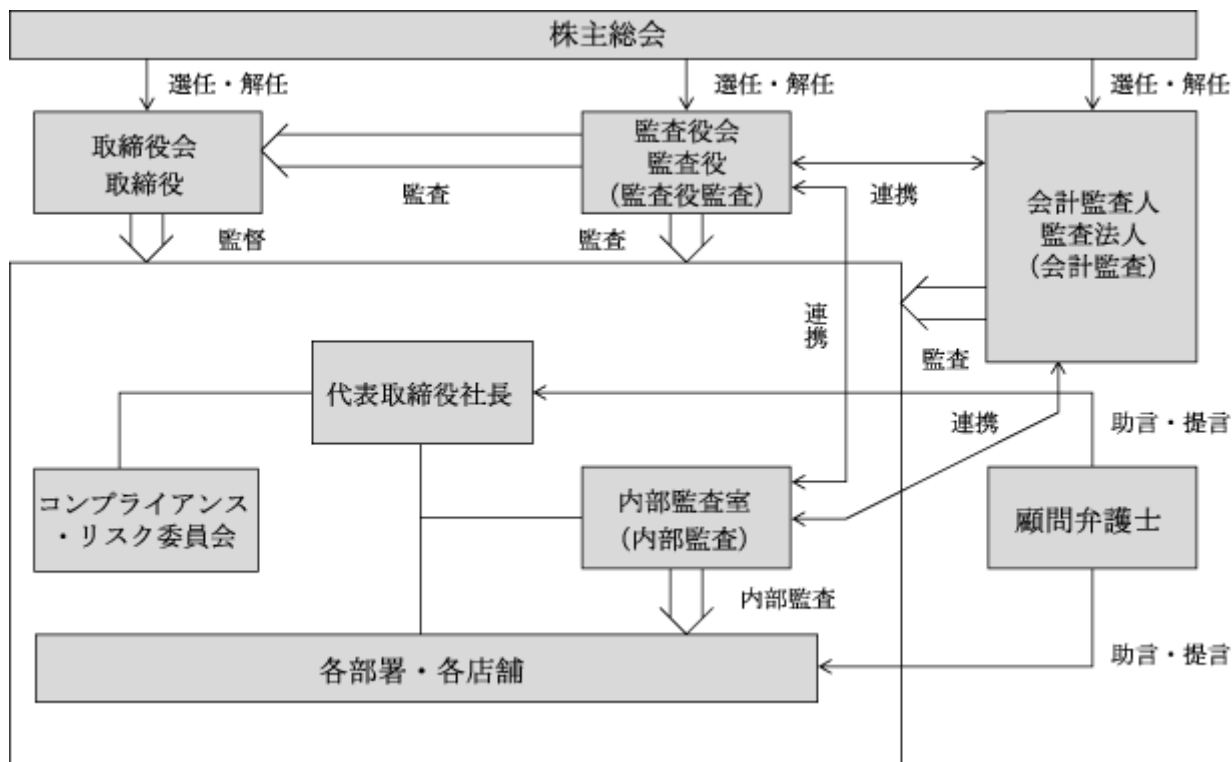 株主総会
選任・解任
選任・解任
選任・解任
取締役会
取締役
監査
監査役会
監査役
(監査役監査)
連携
会計監査人
監査法人
(会計監査)
監督
監査
連携
監査
代表取締役社長
連携
助言・提言
コンプライアンス
・リスク委員会
内部監査室
(内部監査)
顧問弁護士
内部監査
各部署・各店舗
助言・提言